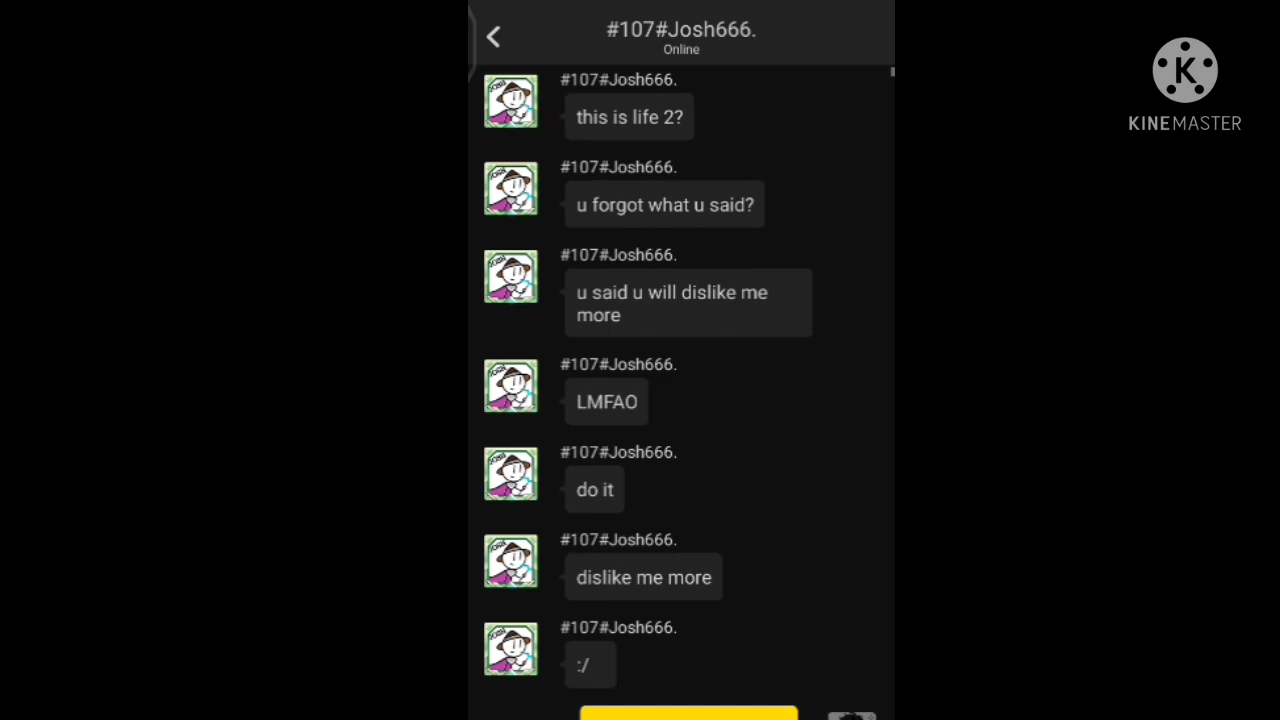 #107#Josh666.
Online
K
KINEMASTER
#107#Josh666.
this is life 2?
#107#Josh666.
u forgot what u said?
#107#Josh666.
u said u will dislike me
more
#107#Josh666.
LMFAO
#107#Josh666.
do it
#107#Josh666.
dislike me more
#107#Josh666.
:/